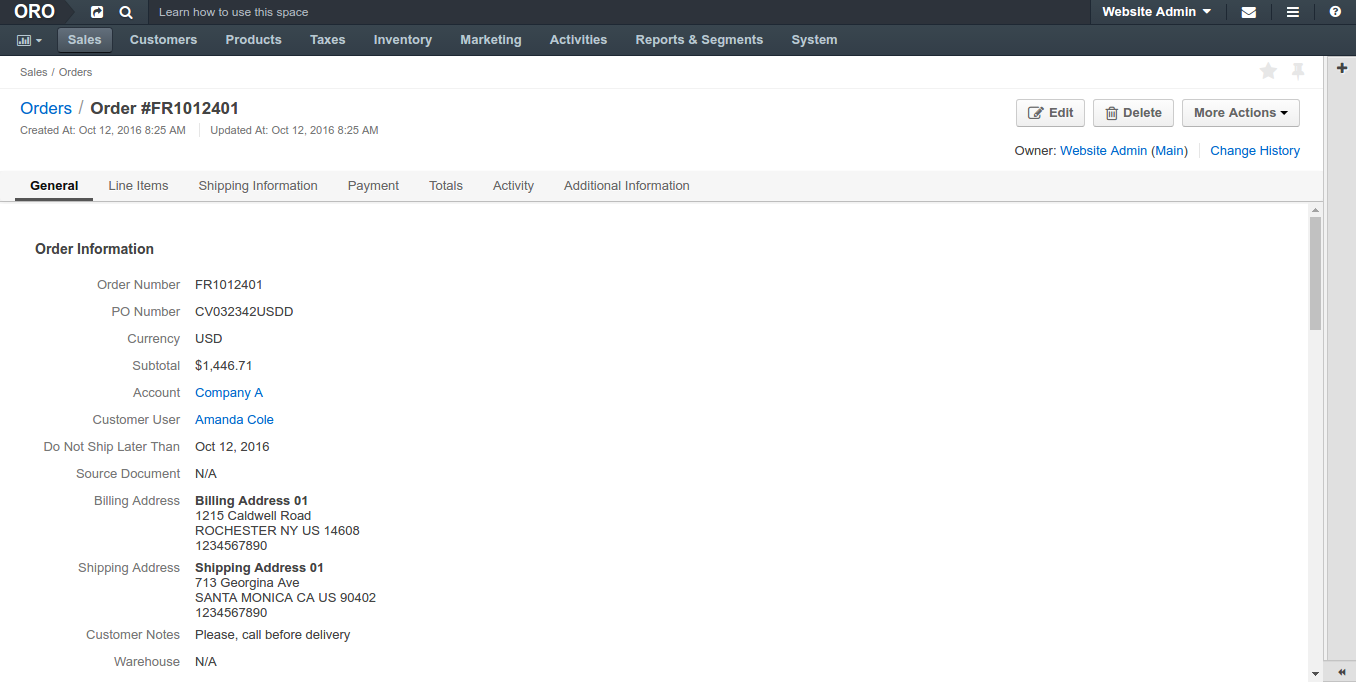 ORO Learn how to use this space Website Admin
Sales Customers Products Taxes Inventory Marketing Activities Reports & Segments System
Sales / Orders
Orders / Order #FR1012401 Edit Delete More Actions
Created At: Oct 12, 2016 8:25 AM Updated At: Oct 12, 2016 8:25 AM
Owner: Website Admin (Main) Change History
General Line Items Shipping Information Payment Totals Activity Additional Information
Order Information
Order Number FR1012401
PO Number CV032342USDD
Currency USD
Subtotal $1,446.71
Account Company A
Customer User Amanda Cole
Do Not Ship Later Than Oct 12, 2016
Source Document N/A
Billing Address Billing Address 01
1215 Caldwell Road
ROCHESTER NY US 14608
1234567890
Shipping Address Shipping Address 01
713 Georgina Ave
SANTA MONICA CA US 90402
1234567890
Customer Notes Please, call before delivery
Warehouse N/A